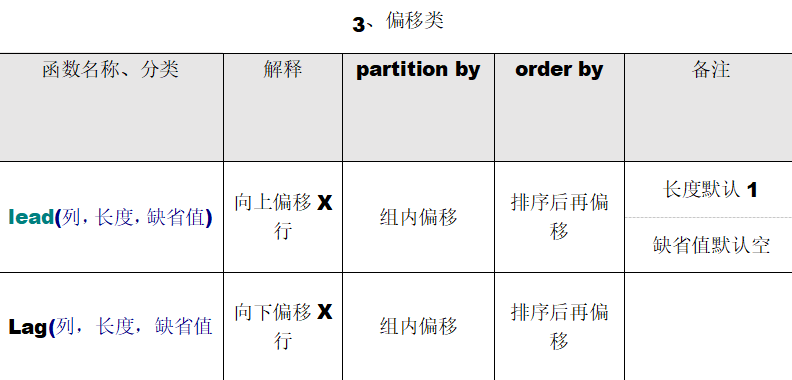 3、偏移类
函数名称、分类
解释
partition by
order by
备注
lead(列,长度,缺省值)
向上偏移 X
行
组内偏移
排序后再偏
移
长度默认 1
缺省值默认空
Lag(列，长度，缺省值
向下偏移 X
行
组内偏移
排序后再偏
移